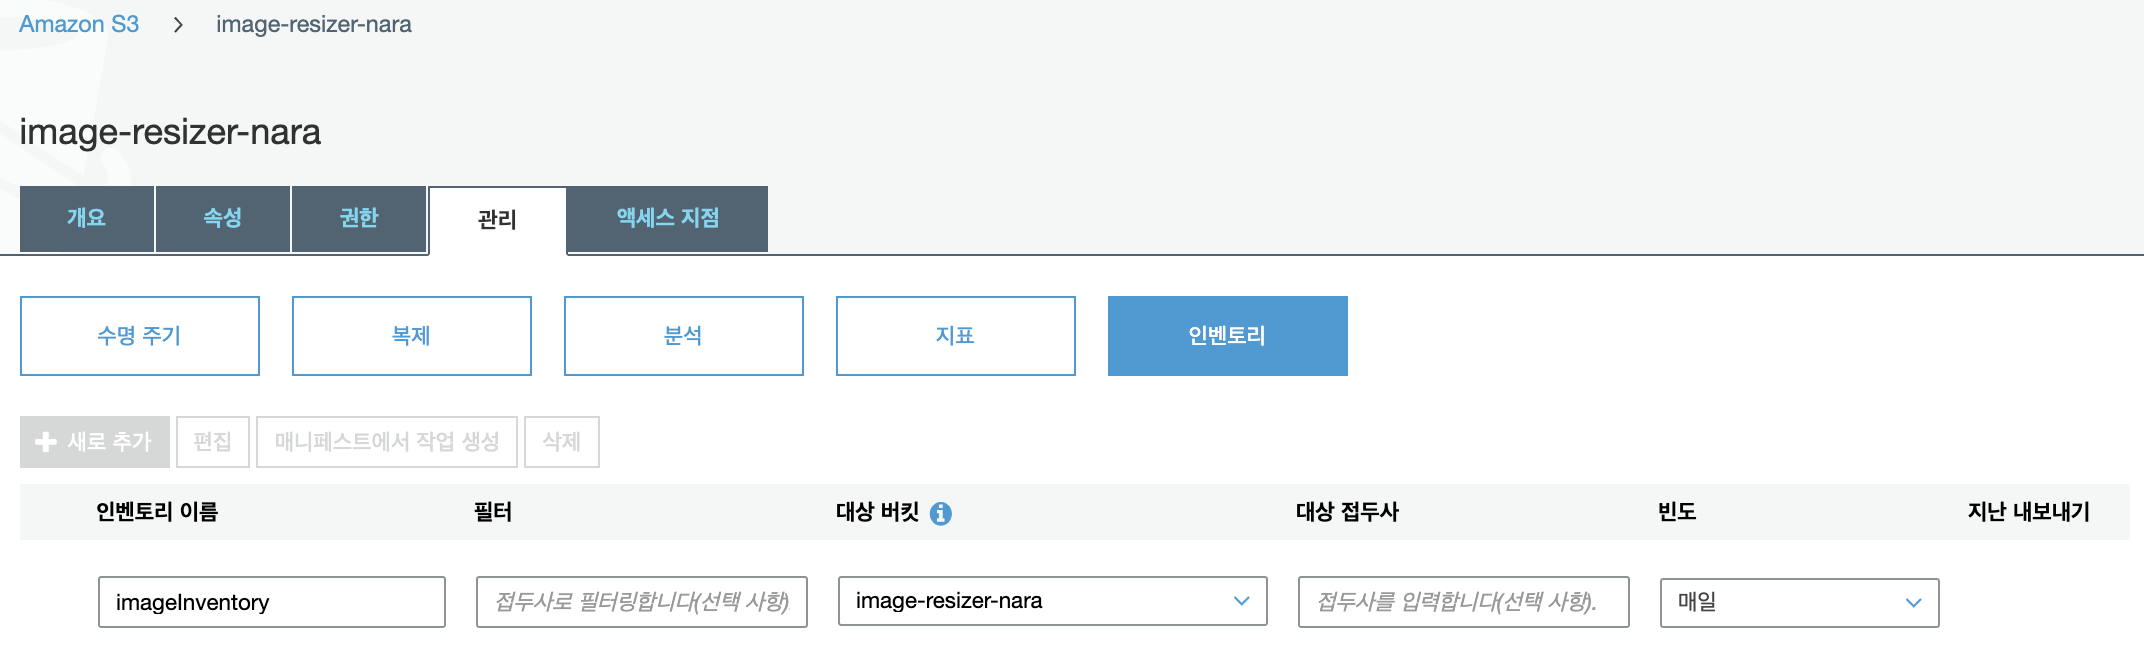 Amazon S3 > image-resizer-nara
image-resizer-nara
개요 속성 권한 관리 액세스 지점
수명 주기 복제 분석 지표 인벤토리
+ 새로 추가 편집 매니페스트에서 작업 생성 삭제
인벤토리 이름 필터 대상 버킷 대상 접두사 빈도 지난 내보내기
imageInventory 접두사로 필터링합니다(선택 사항) image-resizer-nara 접두사를 입력합니다(선택 사항). 매일